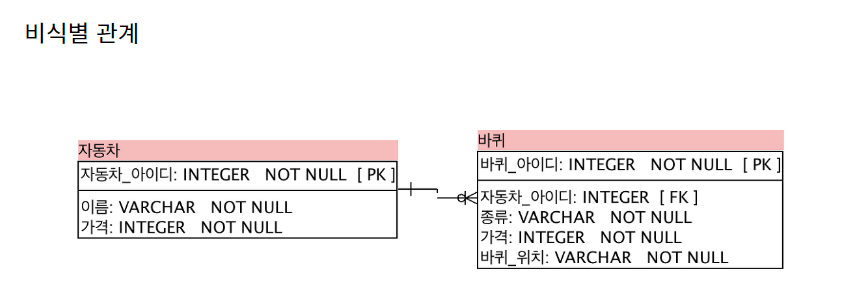 비식별 관계
자동차
자동차_아이디: INTEGER NOT NULL [ PK ]
이름: VARCHAR NOT NULL
가격: INTEGER NOT NULL
바퀴
바퀴_아이디: INTEGER NOT NULL [ PK ]
자동차_아이디: INTEGER [ FK ]
종류: VARCHAR NOT NULL
가격: INTEGER NOT NULL
바퀴_위치: VARCHAR NOT NULL